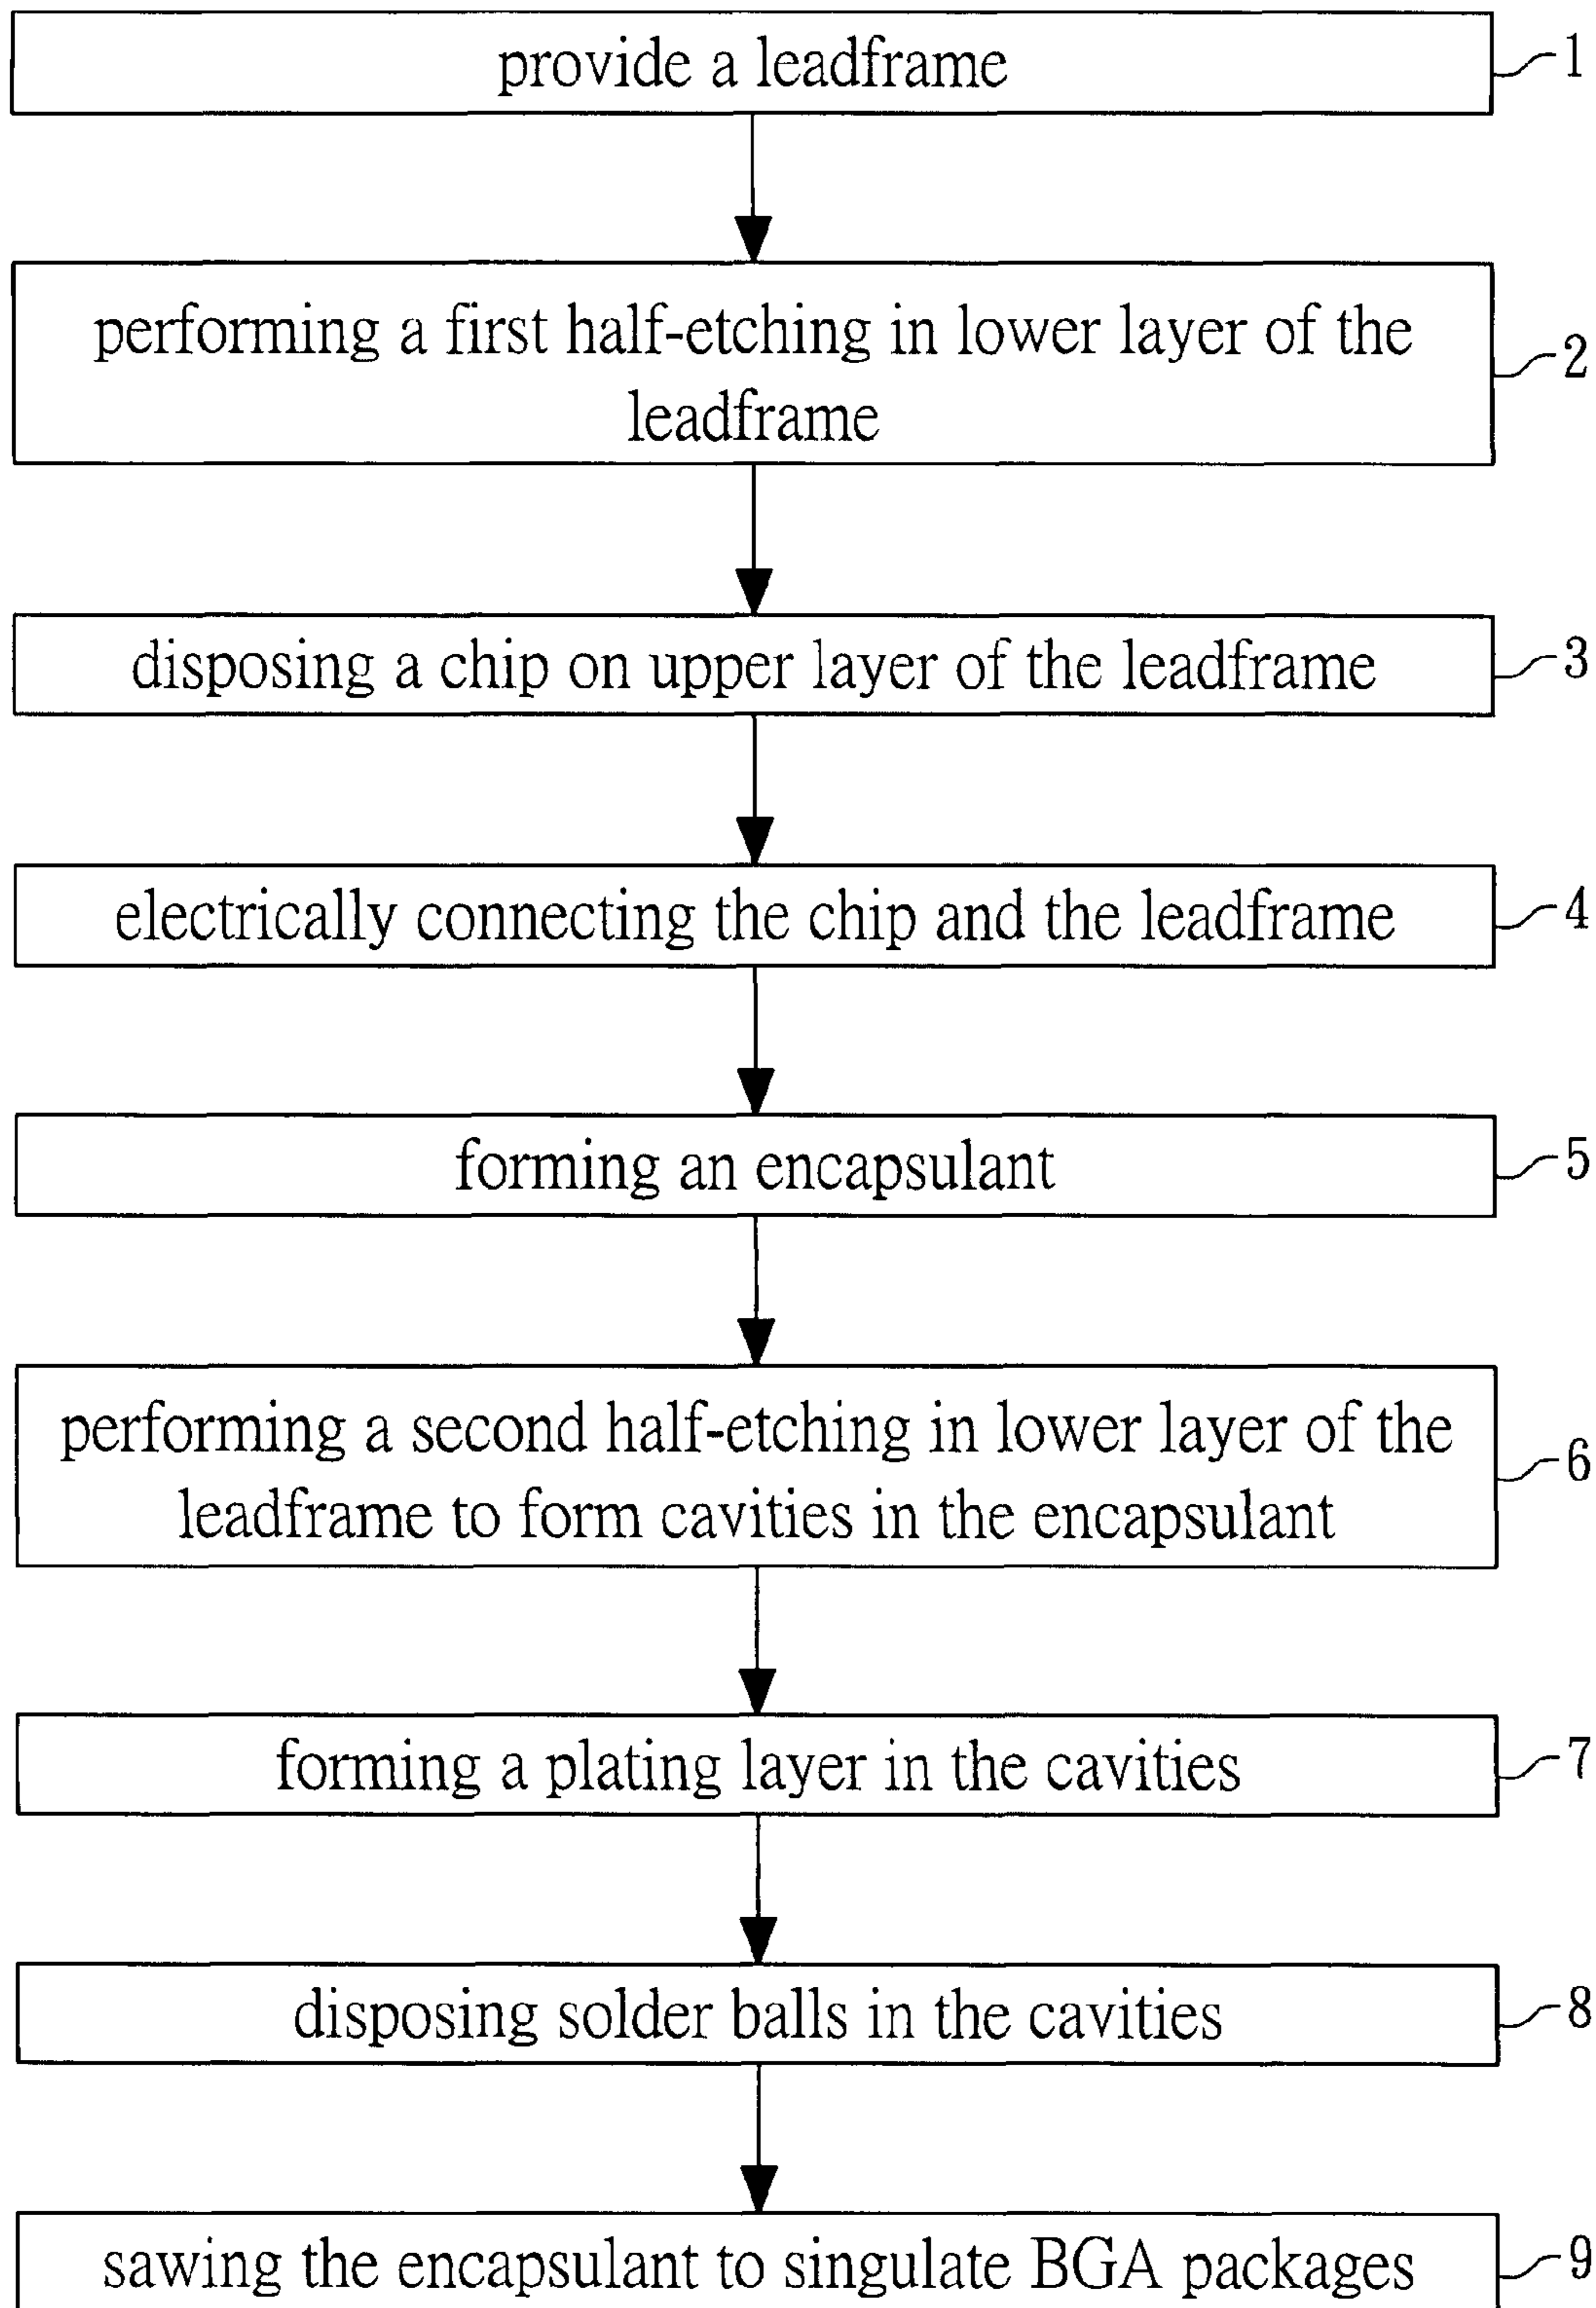 provide a leadframe
1
performing a first half-etching in lower layer of the
leadframe
2
disposing a chip on upper layer of the leadframe
3
electrically connecting the chip and the leadframe
4
forming an encapsulant
5
performing a second half-etching in lower layer of the
leadframe to form cavities in the encapsulant
6
forming a plating layer in the cavities
7
disposing solder balls in the cavities
8
sawing the encapsulant to singulate BGA packages
9